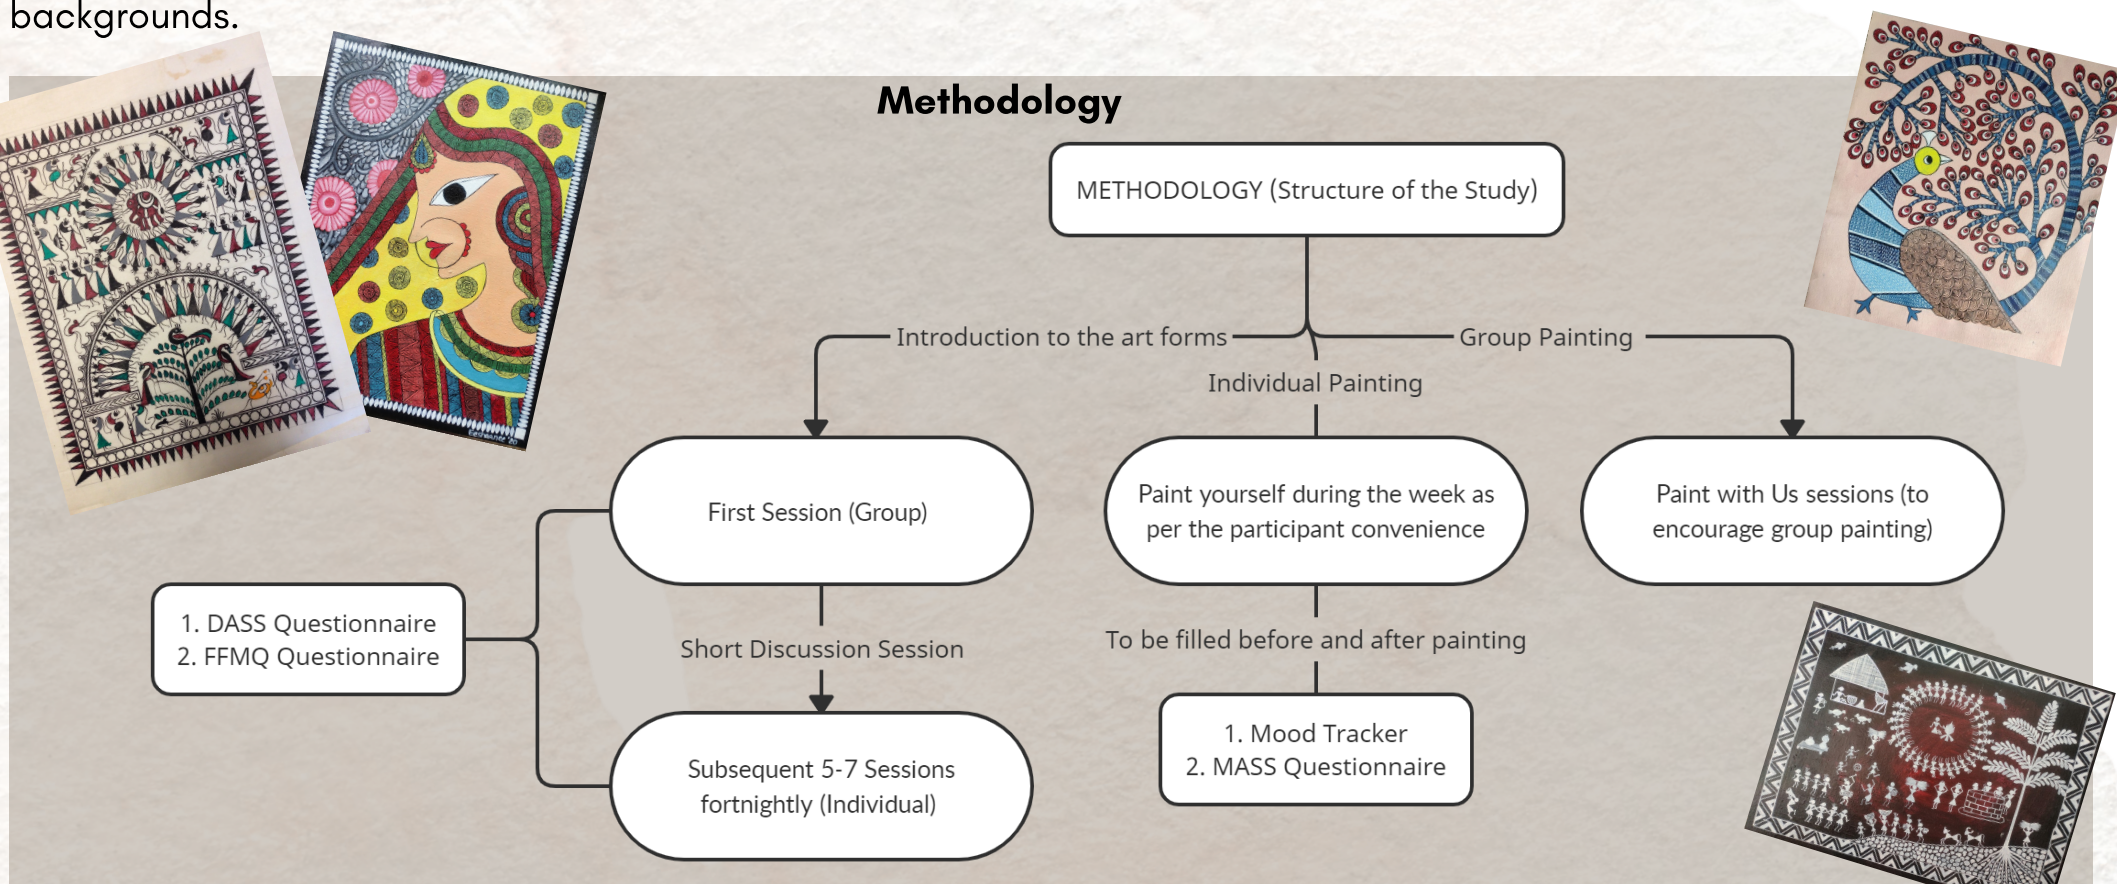 backgrounds.
Methodology
METHODOLOGY (Structure of the Study)
Introduction to the art forms
Group Painting
Individual Painting
First Session (Group)
Paint yourself during the week as
per the participant convenience
Paint with Us sessions (to
encourage group painting)
1. DASS Questionnaire
2. FFMQ Questionnaire
Short Discussion Session
To be filled before and after painting
1. Mood Tracker
2. MASS Questionnaire
Subsequent 5-7 Sessions
fortnightly (Individual)